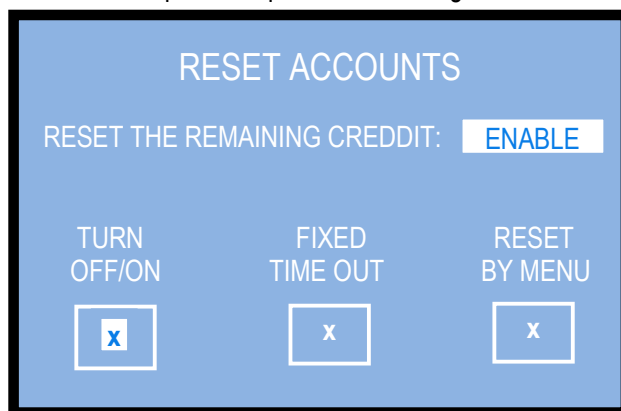 RESET ACCOUNTS
RESET THE REMAINING CREDDIT: ENABLE
TURN OFF/ON
FIXED TIME OUT
RESET BY MENU
x x x